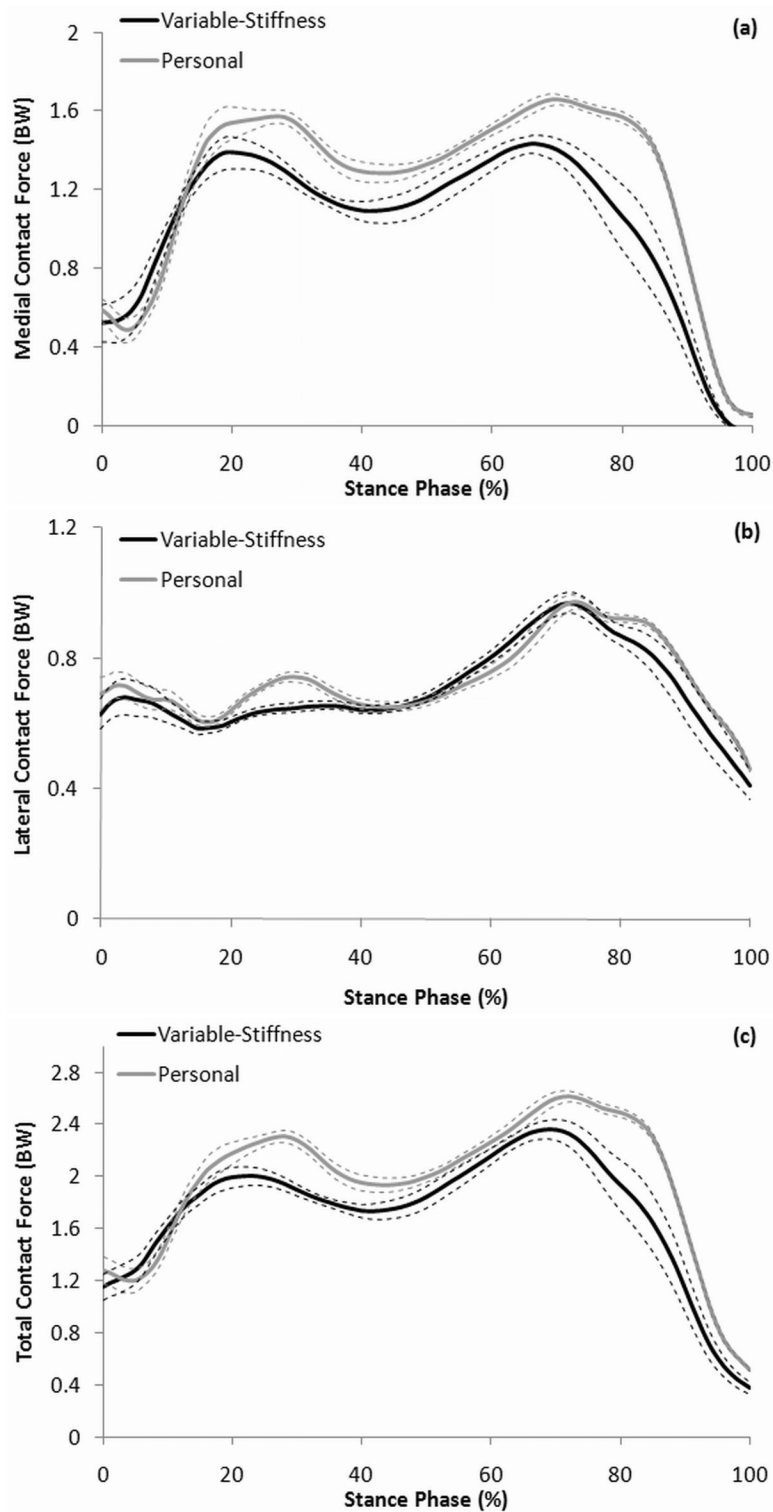 Variable-Stiffness
(a)
Personal
2
1.6
1.2
0.8
0.4
0
Medial Contact Force (BW)
0 20 40 60 80 100
Stance Phase (%)
Variable-Stiffness
(b)
Personal
1.2
0.8
0.4
0
Lateral Contact Force (BW)
0 20 40 60 80 100
Stance Phase (%)
Variable-Stiffness
(c)
Personal
2.8
2.4
2
1.6
1.2
0.8
0.4
0
Total Contact Force (BW)
0 20 40 60 80 100
Stance Phase (%)